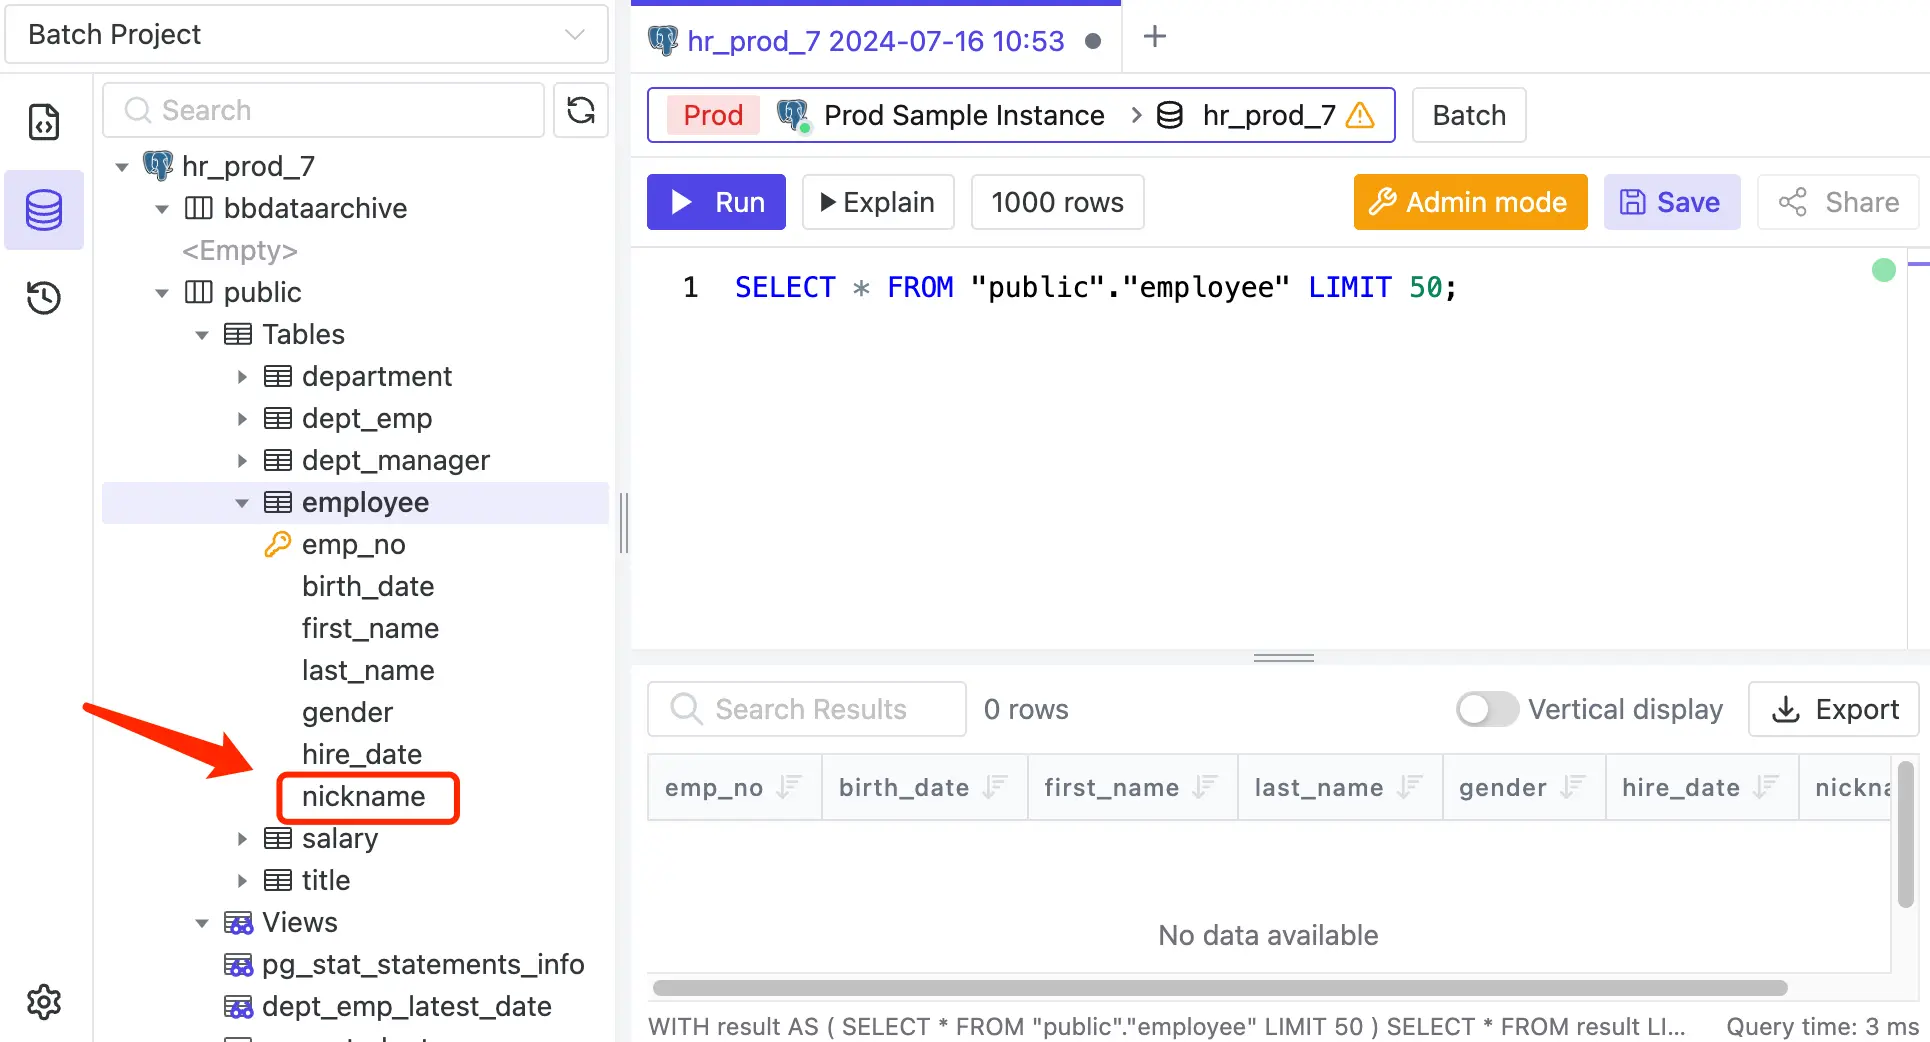 Batch Project
Search
hr_prod_7
bbdataarchive
<Empty>
public
Tables
department
dept_emp
dept_manager
employee
emp_no
birth_date
first_name
last_name
gender
hire_date
nickname
salary
title
Views
pg_stat_statements_info
dept_emp_latest_date
hr_prod_7 2024-07-16 10:53
Prod Prod Sample Instance > hr_prod_7 Batch
Run Explain 1000 rows Admin mode Save Share
1 SELECT * FROM "public"."employee" LIMIT 50;
Search Results 0 rows Vertical display Export
emp_no birth_date first_name last_name gender hire_date nickna
No data available
WITH result AS ( SELECT * FROM "public"."employee" LIMIT 50 ) SELECT * FROM result LI... Query time: 3 ms